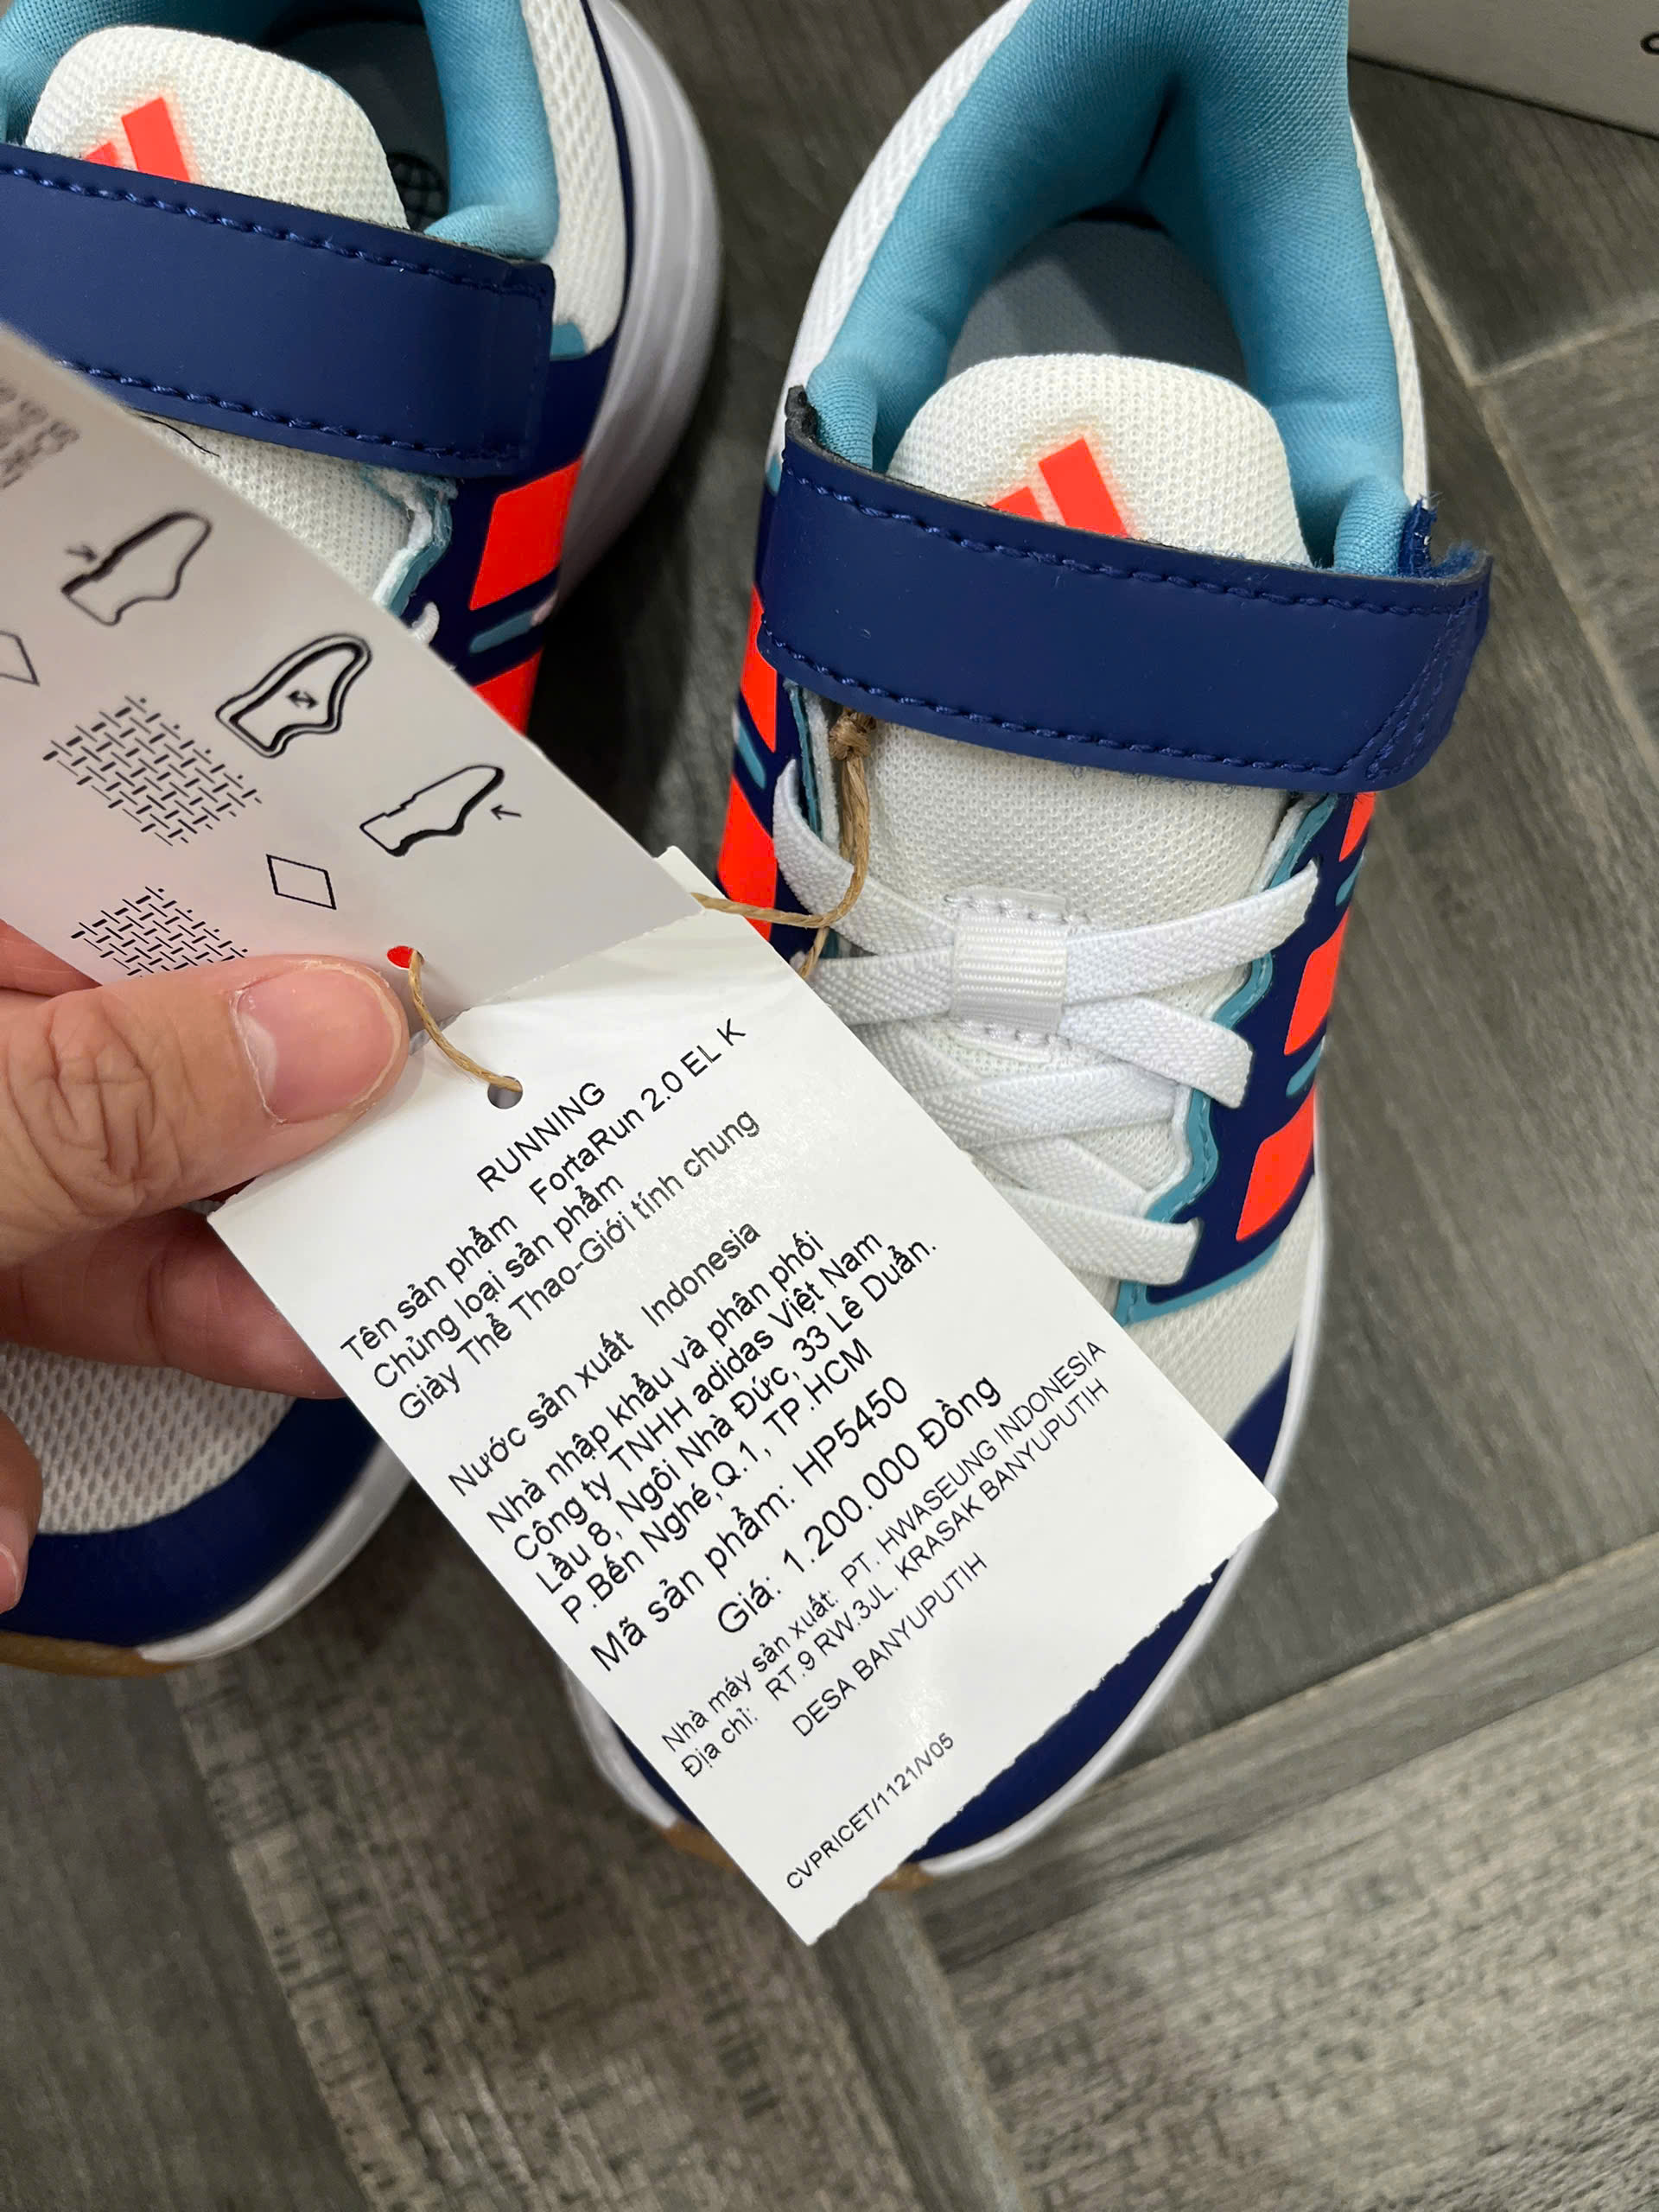 RUNNING
Tên sản phẩm FortaRun 2.0 EL K
Chủng loại sản phẩm
Giày Thể Thao-Giới tính chung
Nước sản xuất Indonesia
Nhà nhập khẩu và phân phối
Công ty TNHH adidas Việt Nam
Lầu 8, Ngôi Nhà Đức, 33 Lê Duẩn.
P.Bến Nghé,Q.1, TP.HCM
Mã sản phẩm: HP5450
Giá: 1.200.000 Đồng
Nhà máy sản xuất: PT. HWASEUNG INDONESIA
Địa chỉ: RT.9 RW.3JL. KRASAK BANYUPUTIH
DESA BANYUPUTIH
CVPRICET/1121/V05